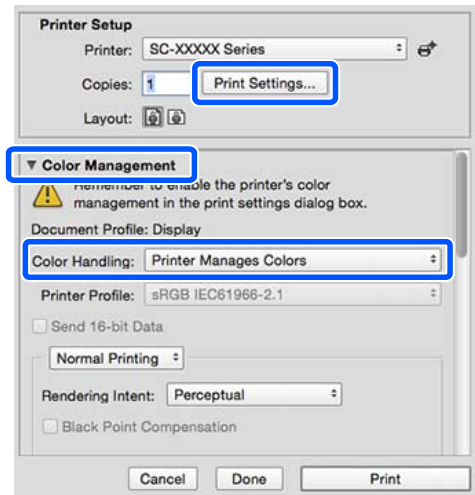 Printer Setup
Printer: SC-XXXXX Series
Copies: 1 Print Settings...
Layout:
▼ Color Management
Remember to enable the printer's color
management in the print settings dialog box.
Document Profile: Display
Color Handling: Printer Manages Colors
Printer Profile: sRGB IEC61966-2.1
Send 16-bit Data
Normal Printing
Rendering Intent: Perceptual
Black Point Compensation
Cancel Done Print